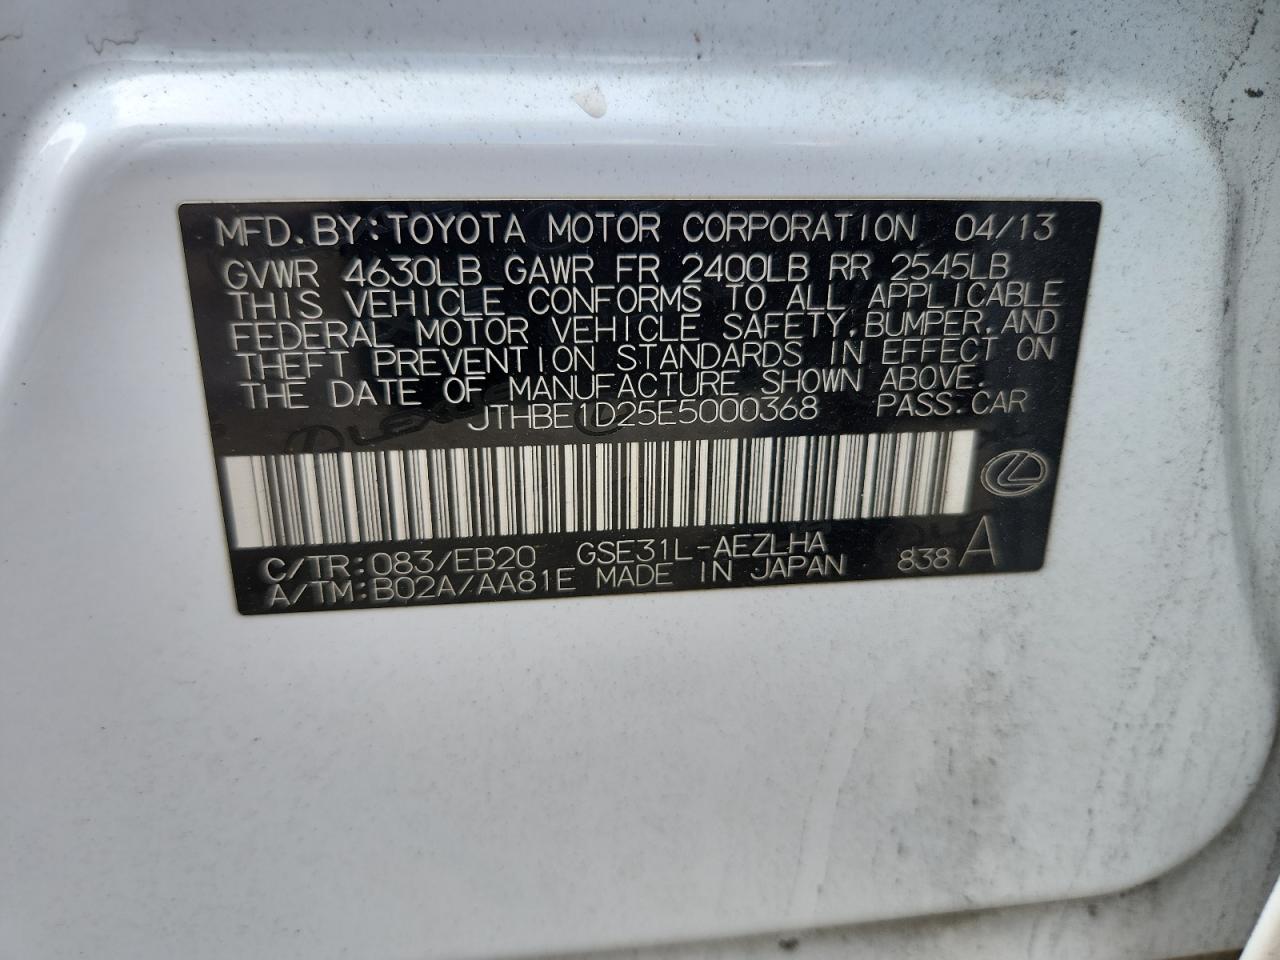 MFD.BY:TOYOTA MOTOR CORPORATION 04/13
GVWR 4630LB GAWR FR 2400LB RR 2545LB
THIS VEHICLE CONFORMS TO ALL APPLICABLE
FEDERAL MOTOR VEHICLE SAFETY,BUMPER,AND
THEFT PREVENTION STANDARDS IN EFFECT ON
THE DATE OF MANUFACTURE SHOWN ABOVE.
JTHBE1D25E5000368 PASS.CAR
C/TR:083/EB20 GSE31L-AEZLHA
A/TM:B02A/AA81E MADE IN JAPAN 838 A